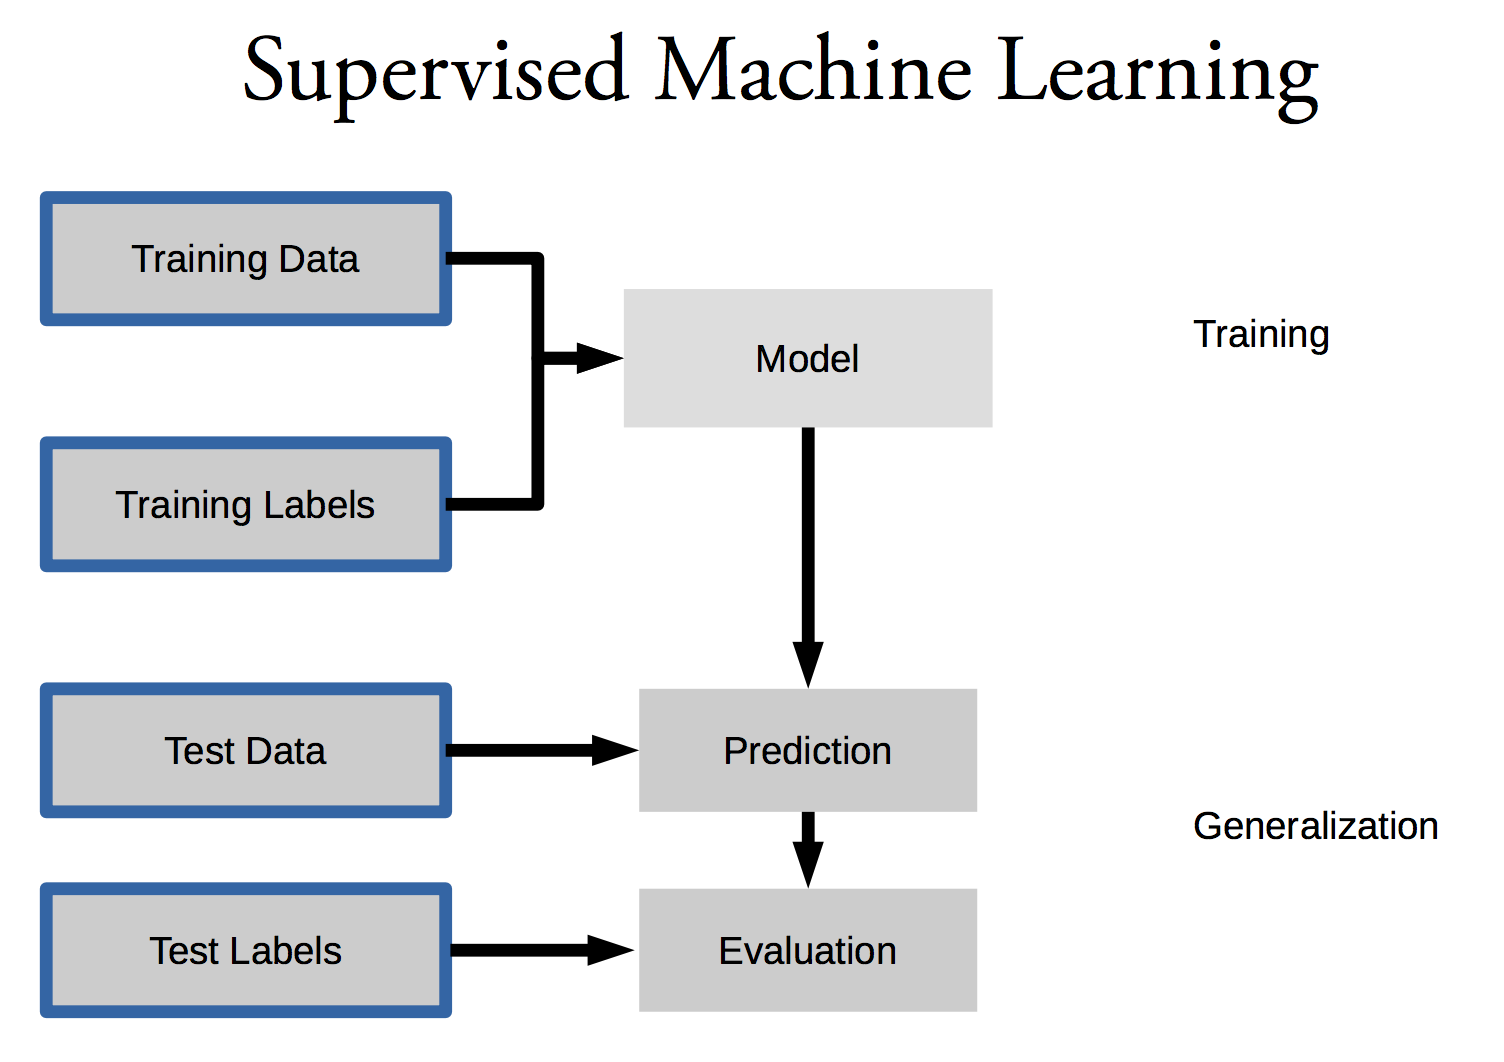 Supervised Machine Learning
Training Data
Model
Training
Training Labels
Test Data
Prediction
Generalization
Test Labels
Evaluation